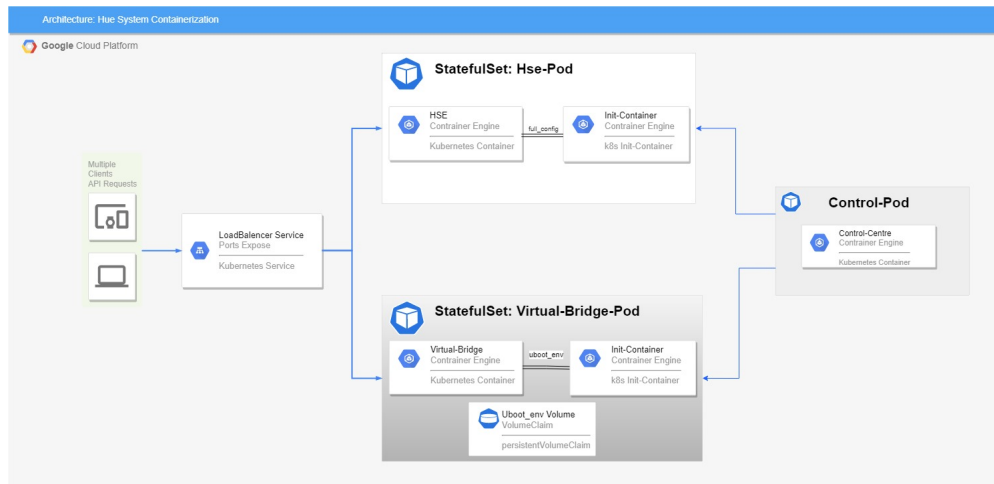 Architecture: Hue System Containerization
Google Cloud Platform
StatefulSet: Hse-Pod
HSE
Contrainer Engine
Kubernetes Container
full_config
Init-Container
Contrainer Engine
k8s Init-Container
Multiple
Clients
API Requests
LoadBalencer Service
Ports Expose
Kubernetes Service
Control-Pod
Control-Centre
Contrainer Engine
Kubernetes Container
StatefulSet: Virtual-Bridge-Pod
Virtual-Bridge
Contrainer Engine
Kubernetes Container
uboot_env
Init-Container
Contrainer Engine
k8s Init-Container
Uboot_env Volume
VolumeClaim
persistentVolumeClaim